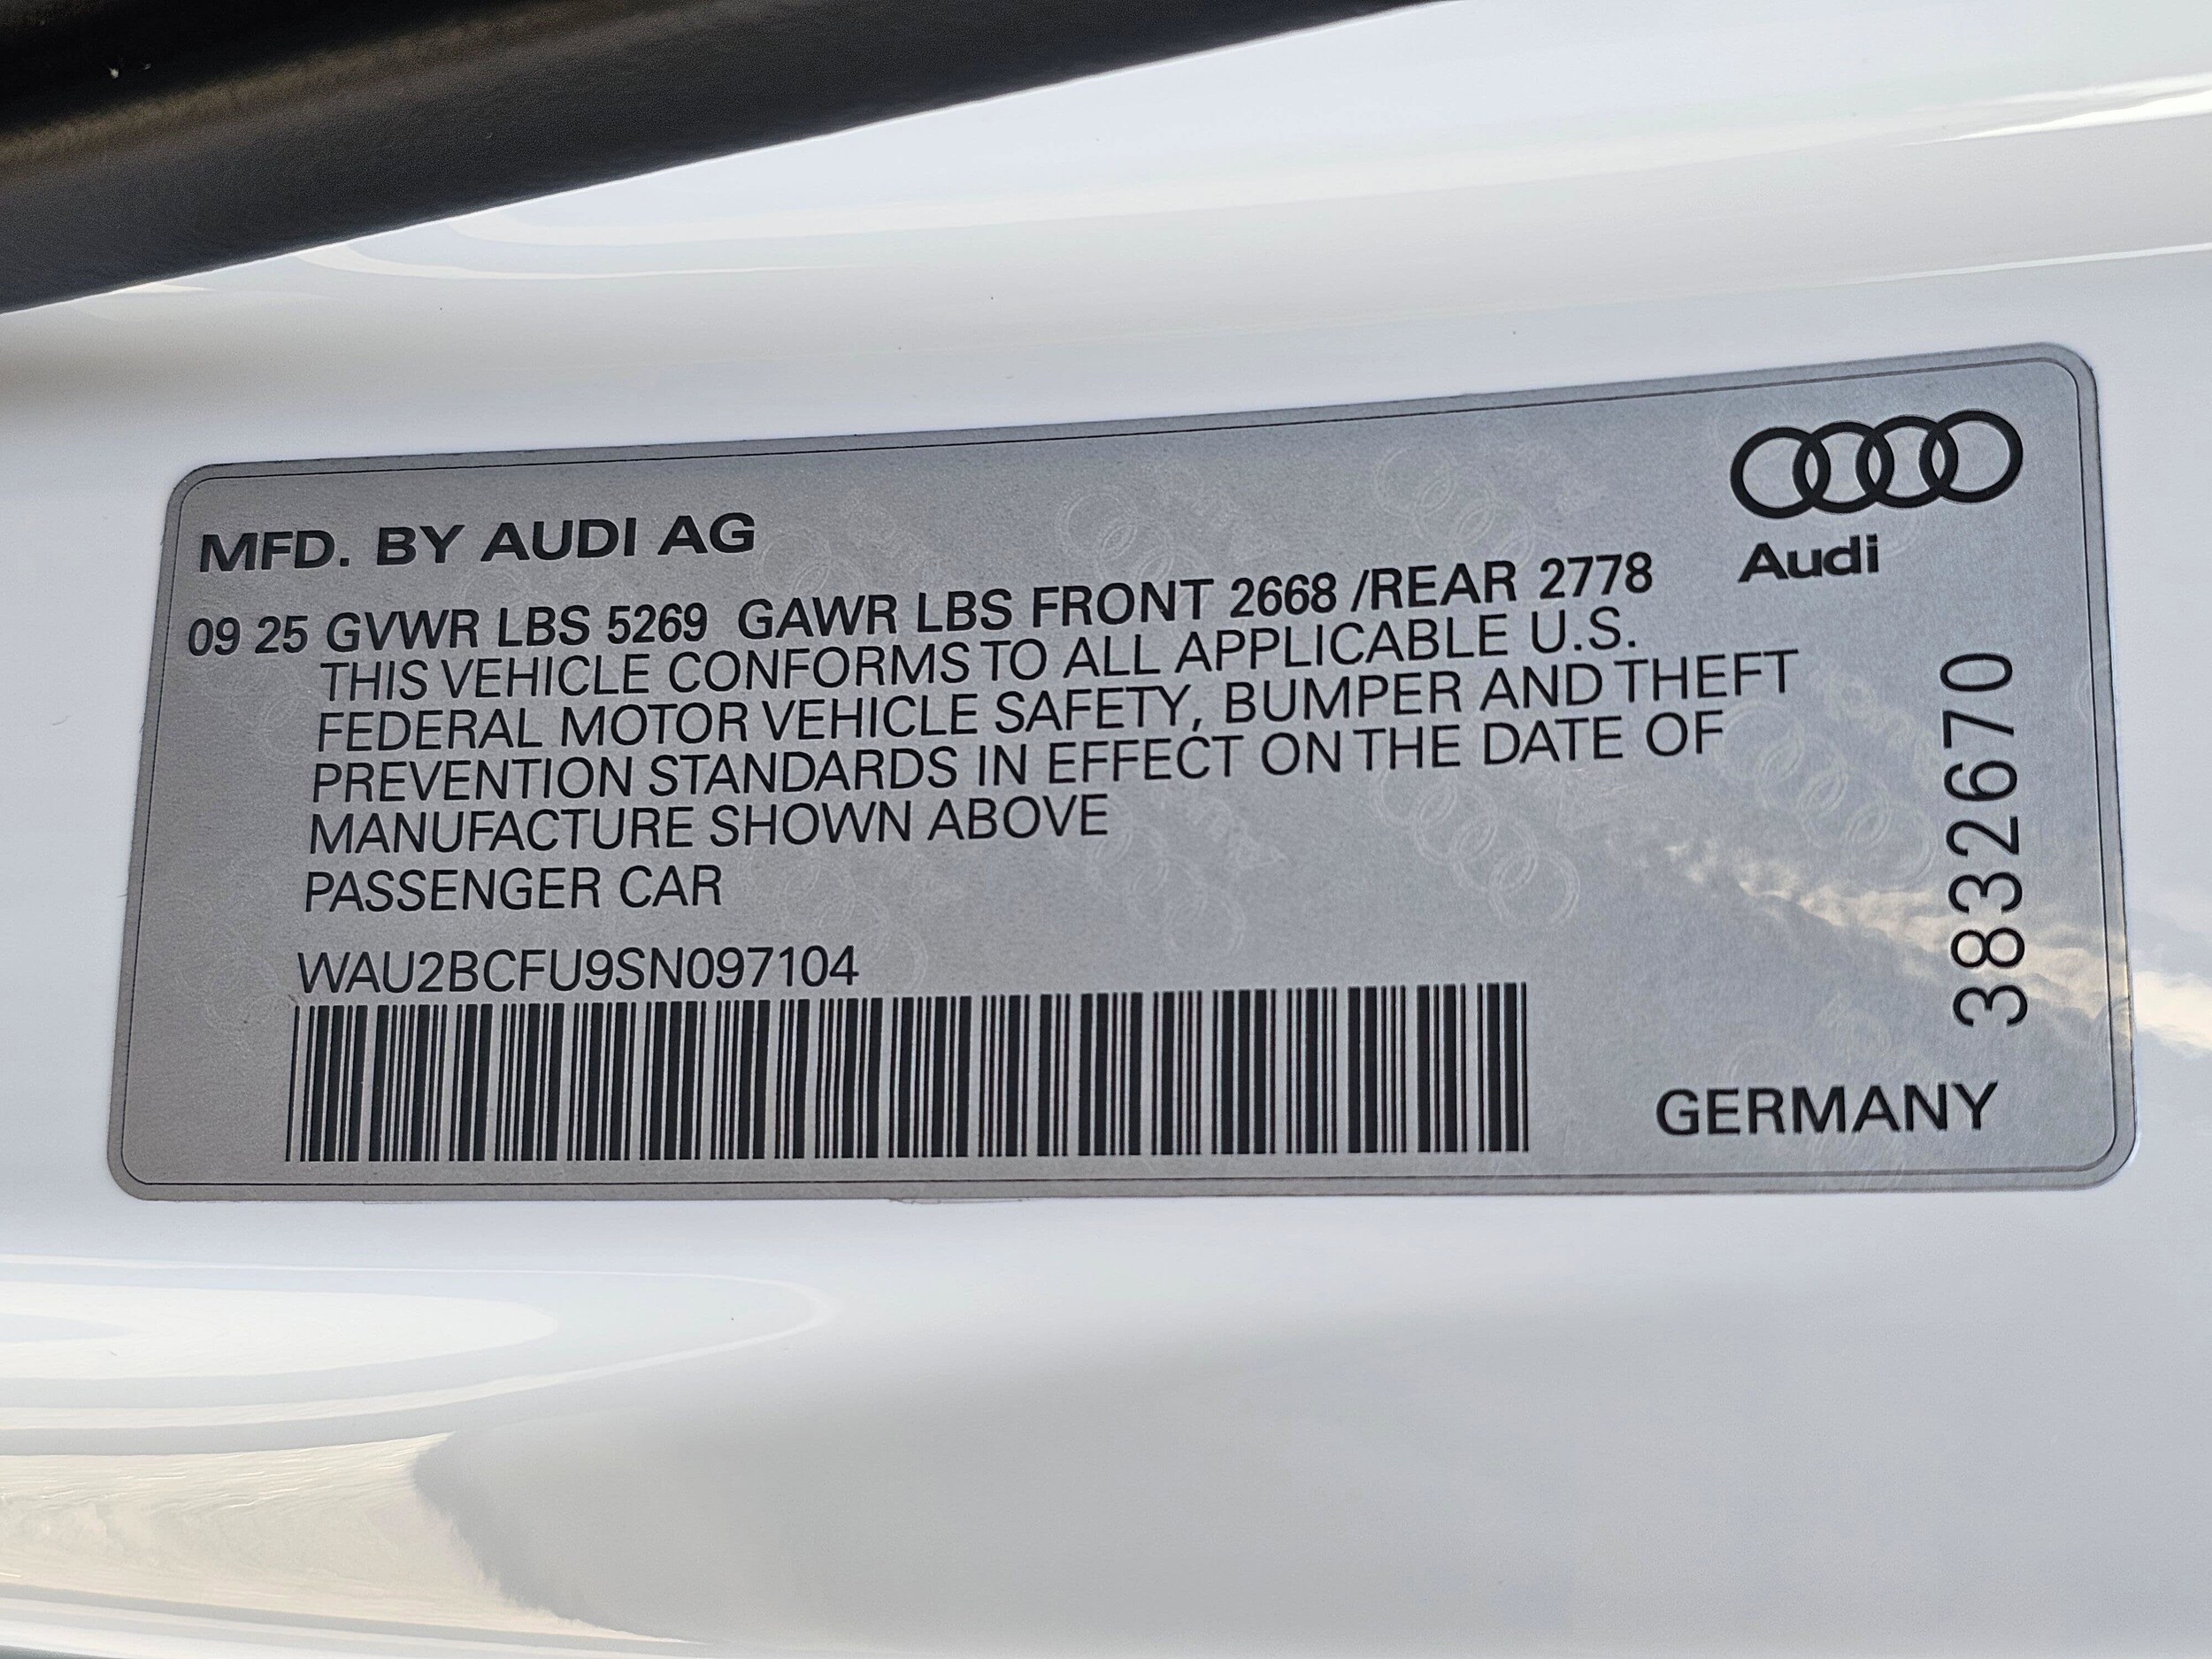 MFD. BY AUDI AG
Audi
09 25 GVWR LBS 5269 GAWR LBS FRONT 2668 /REAR 2778
THIS VEHICLE CONFORMS TO ALL APPLICABLE U.S.
FEDERAL MOTOR VEHICLE SAFETY, BUMPER AND THEFT
PREVENTION STANDARDS IN EFFECT ON THE DATE OF
MANUFACTURE SHOWN ABOVE
PASSENGER CAR
WAU2BCFU9SN097104
3832670
GERMANY